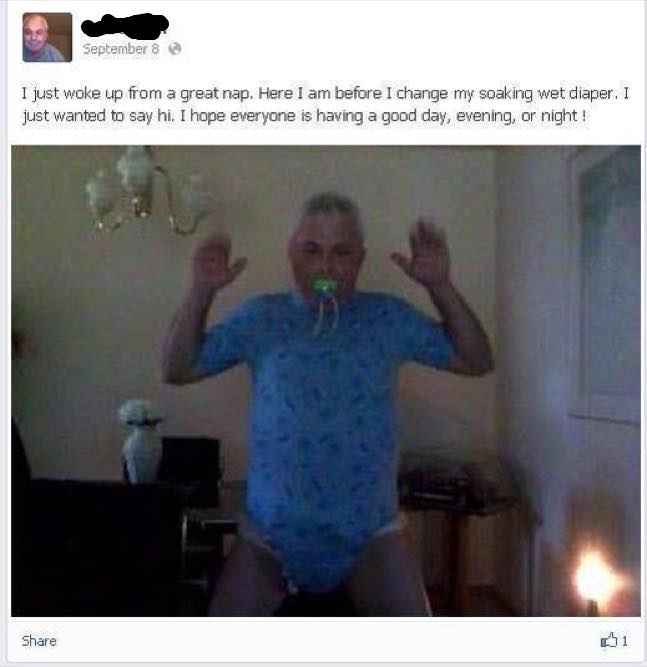 September 8
I just woke up from a great nap. Here I am before I change my soaking wet diaper. I
just wanted to say hi. I hope everyone is having a good day, evening, or night !
Share
1